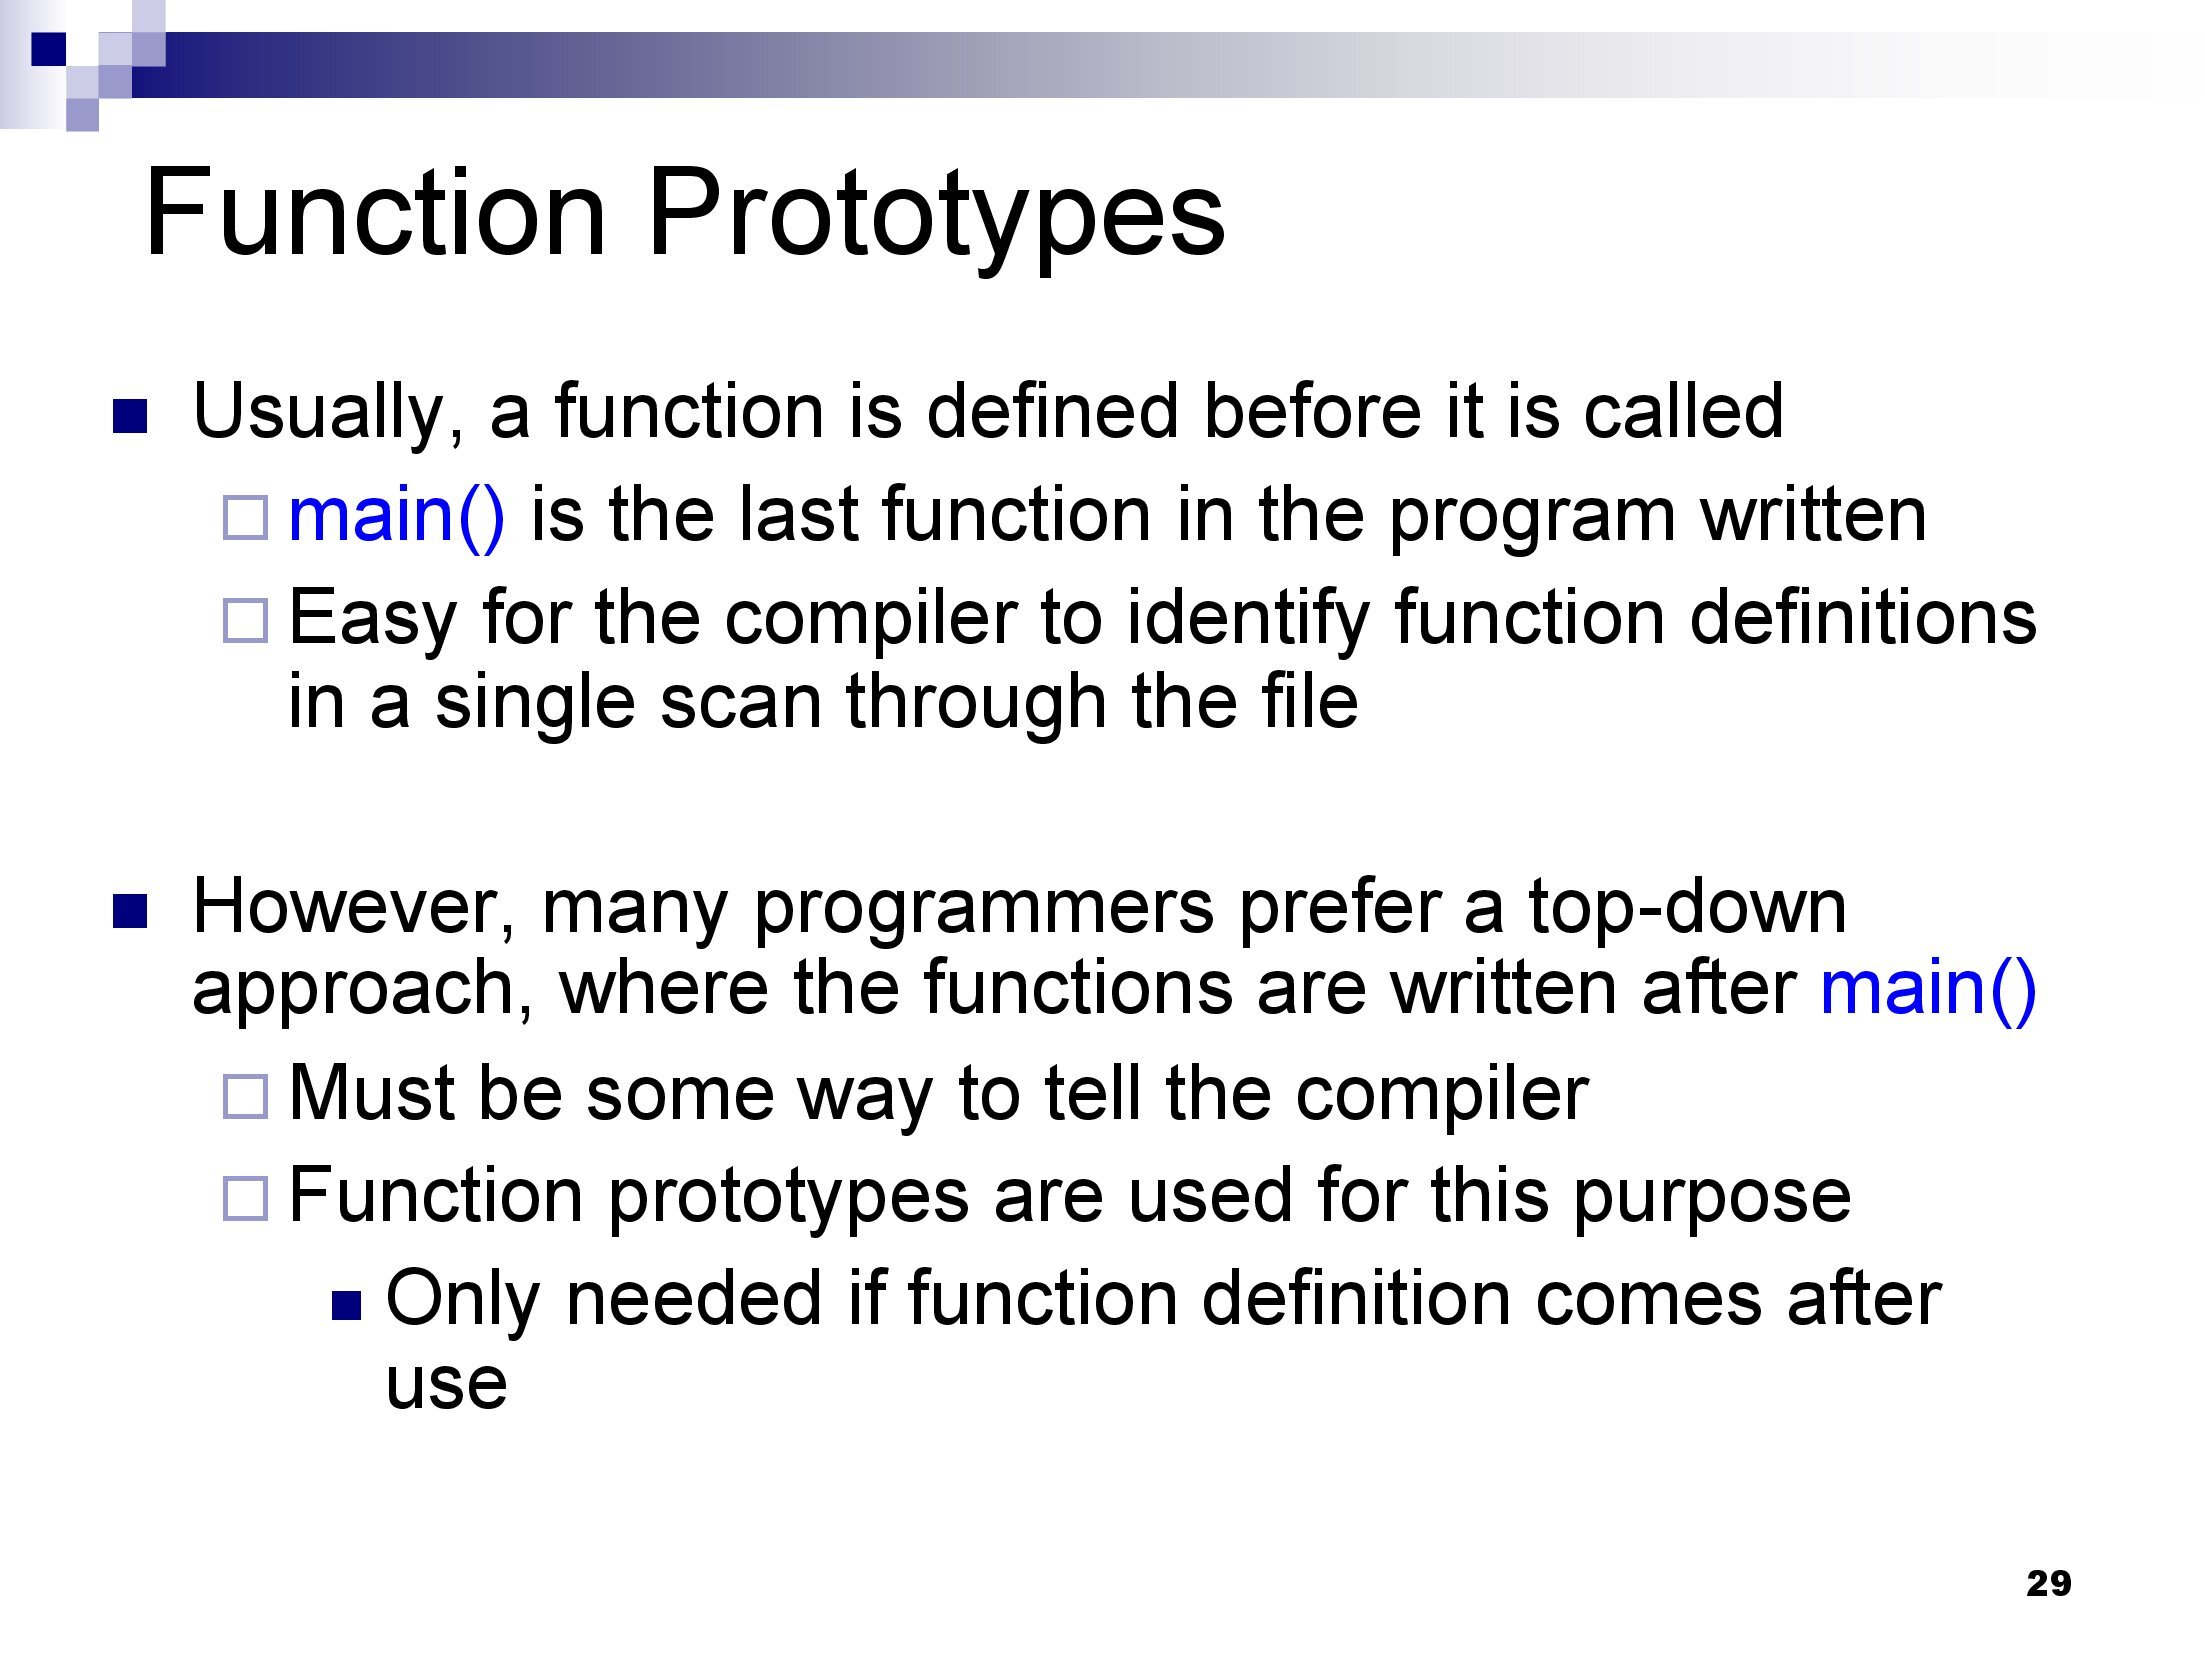 Function Prototypes
Usually, a function is defined before it is called
main() is the last function in the program written
Easy for the compiler to identify function definitions
in a single scan through the file
However, many programmers prefer a top-down
approach, where the functions are written after main()
Must be some way to tell the compiler
Function prototypes are used for this purpose
Only needed if function definition comes after
use
29